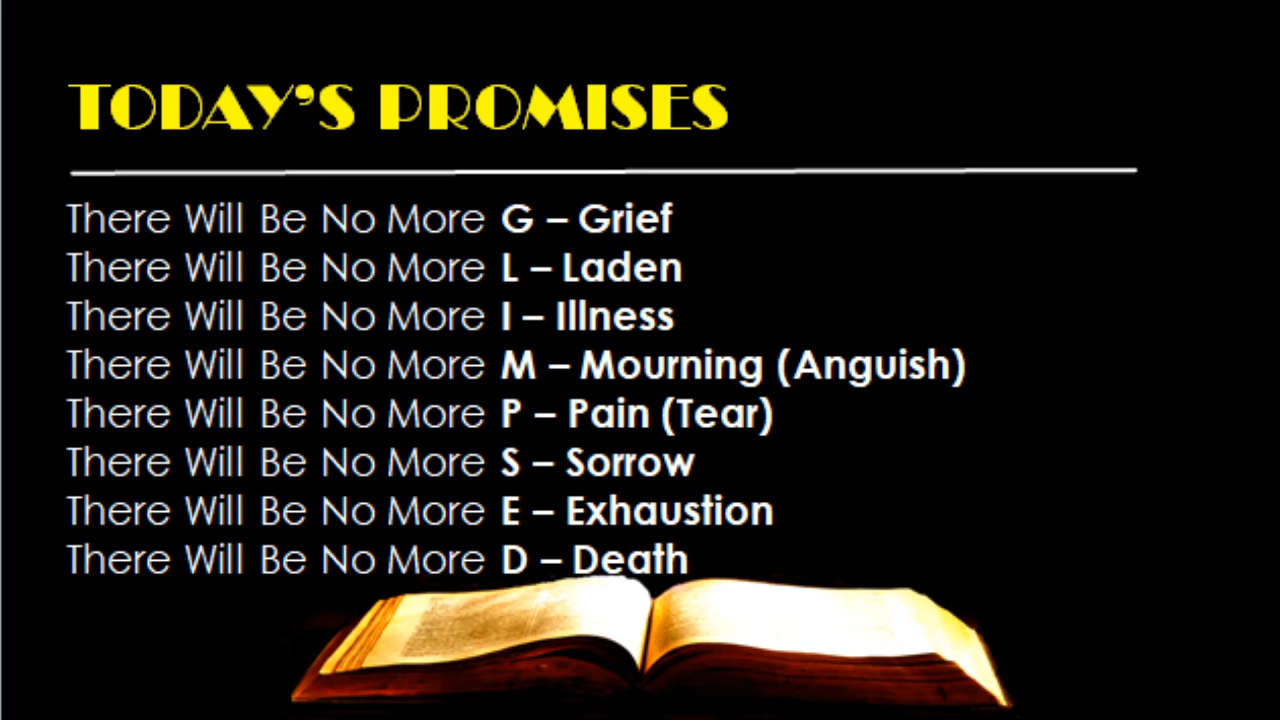 TODAY'S PROMISES
There Will Be No More G – Grief
There Will Be No More L – Laden
There Will Be No More I – Illness
There Will Be No More M – Mourning (Anguish)
There Will Be No More P – Pain (Tear)
There Will Be No More S – Sorrow
There Will Be No More E – Exhaustion
There Will Be No More D – Death